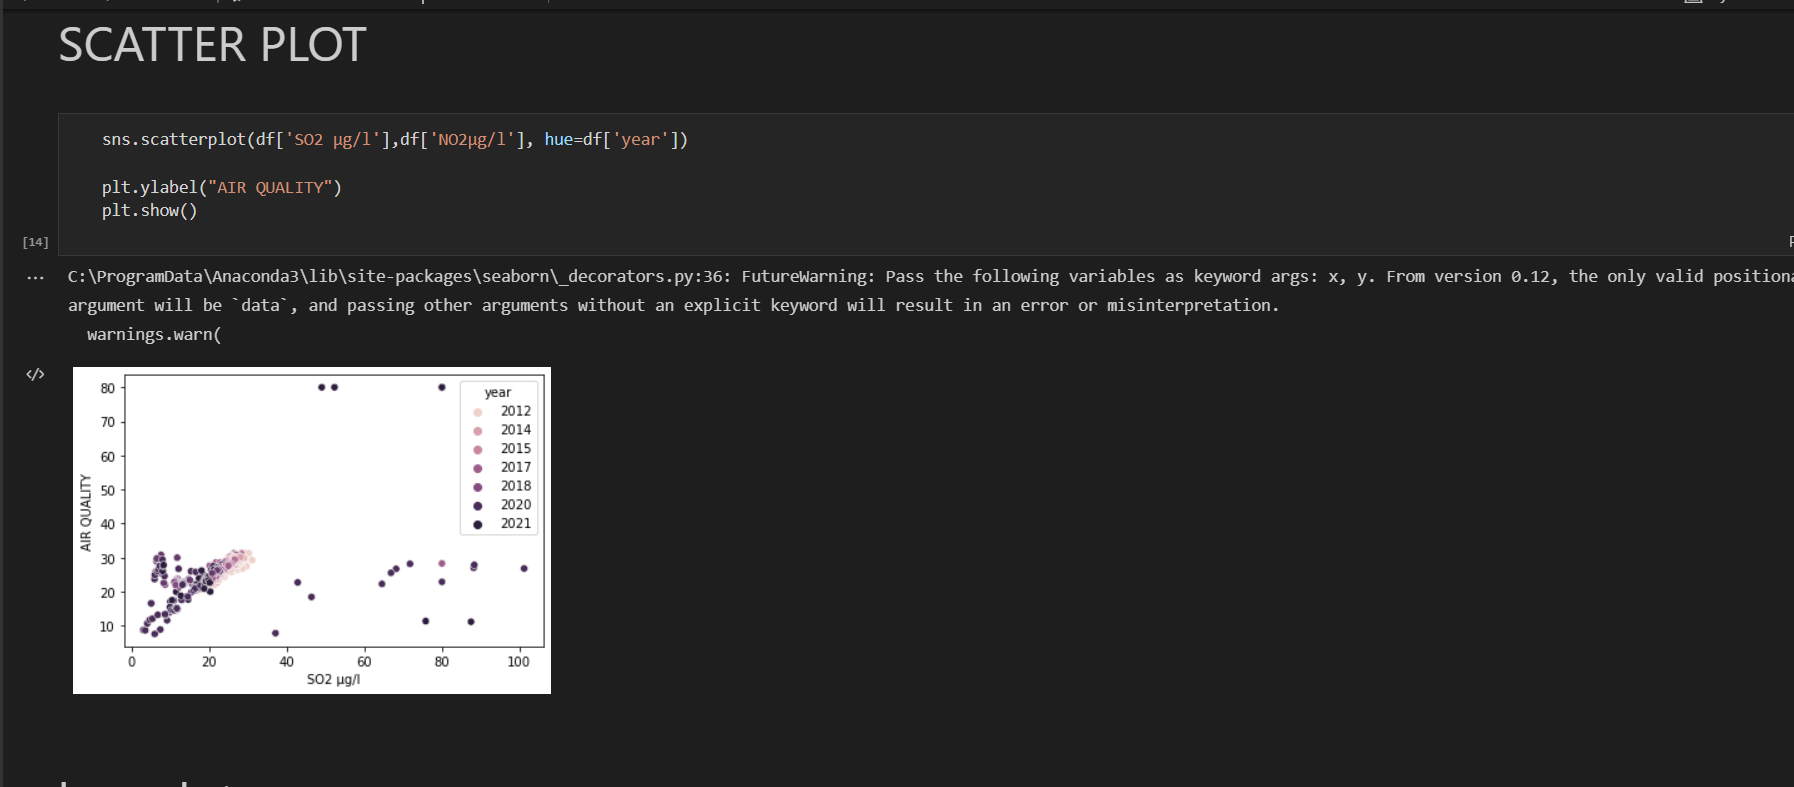 SCATTER PLOT
sns.scatterplot(df['SO2 µg/l'],df['NO2µg/l'], hue=df['year'])
plt.ylabel("AIR QUALITY")
plt.show()
[14]
... C:\ProgramData\Anaconda3\lib\site-packages\seaborn\_decorators.py:36: FutureWarning: Pass the following variables as keyword args: x, y. From version 0.12, the only valid positiona
argument will be `data`, and passing other arguments without an explicit keyword will result in an error or misinterpretation.
warnings.warn(
</>
year
2012
2014
2015
2017
2018
2020
2021
80
70
60
50
40
30
20
10
AIR QUALITY
0 20 40 60 80 100
SO2 µg/l